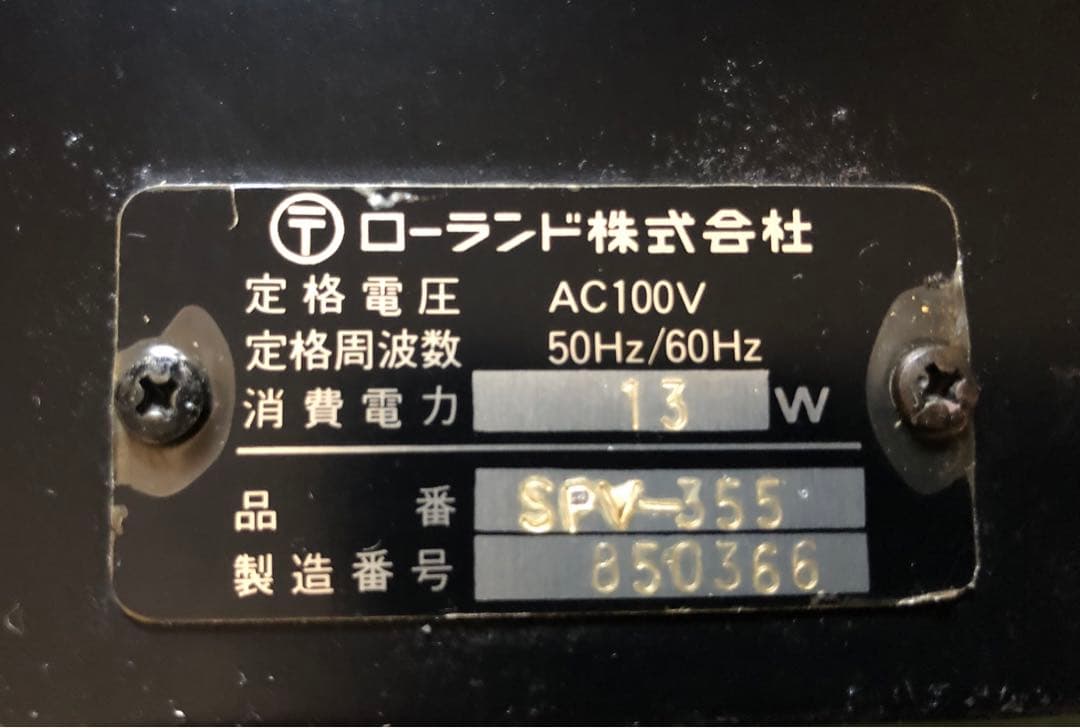 〒 ローランド株式会社
定格電圧 AC100V
定格周波数 50Hz/60Hz
消費電力 13 W
品番 SPV-355
製造番号 850366